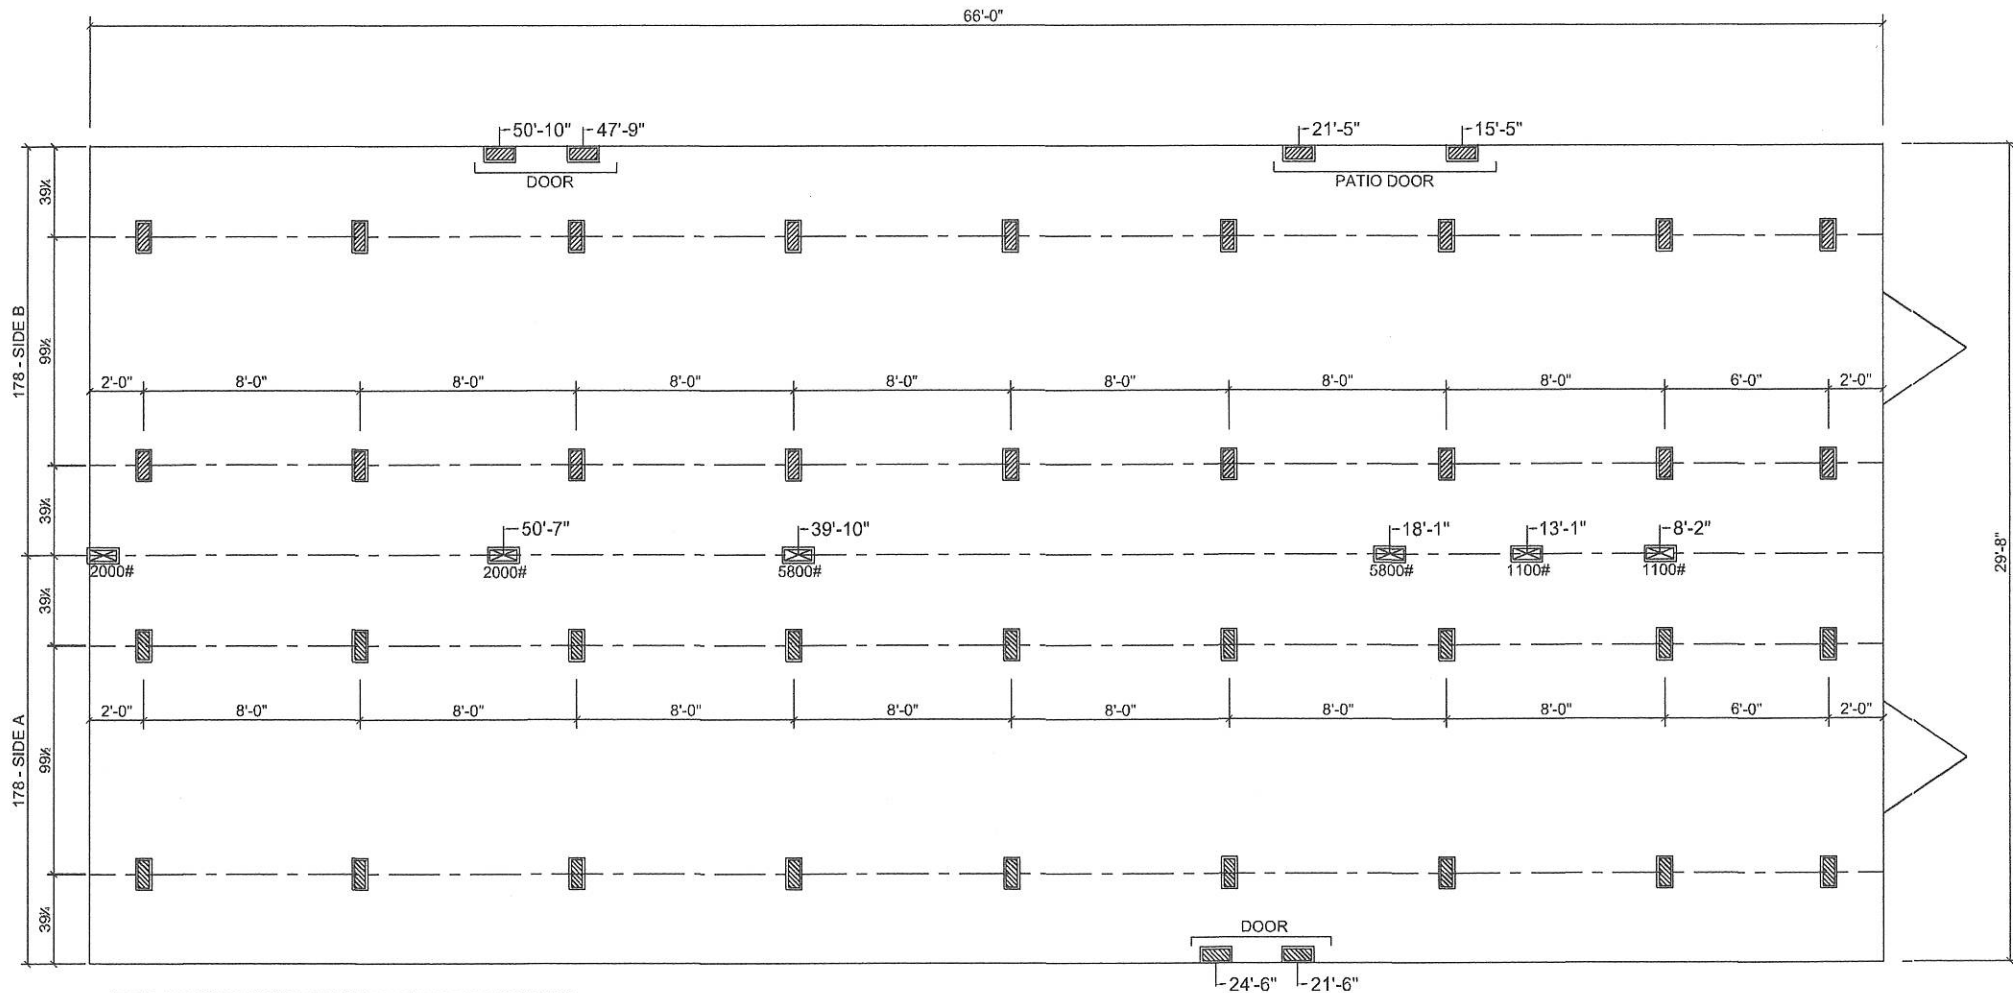 66'-0"
50'-10" 47'-9" 21'-5" 15'-5"
DOOR PATIO DOOR
39¼
178 - SIDE B
99½
2'-0" 8'-0" 8'-0" 8'-0" 8'-0" 8'-0" 8'-0" 8'-0" 6'-0" 2'-0"
39¼
50'-7" 39'-10" 18'-1" 13'-1" 8'-2"
2000# 2000# 5800# 5800# 1100# 1100#
29'-8"
39¼
178 - SIDE A
99½
2'-0" 8'-0" 8'-0" 8'-0" 8'-0" 8'-0" 8'-0" 8'-0" 6'-0" 2'-0"
39¼
DOOR
24'-6" 21'-6"